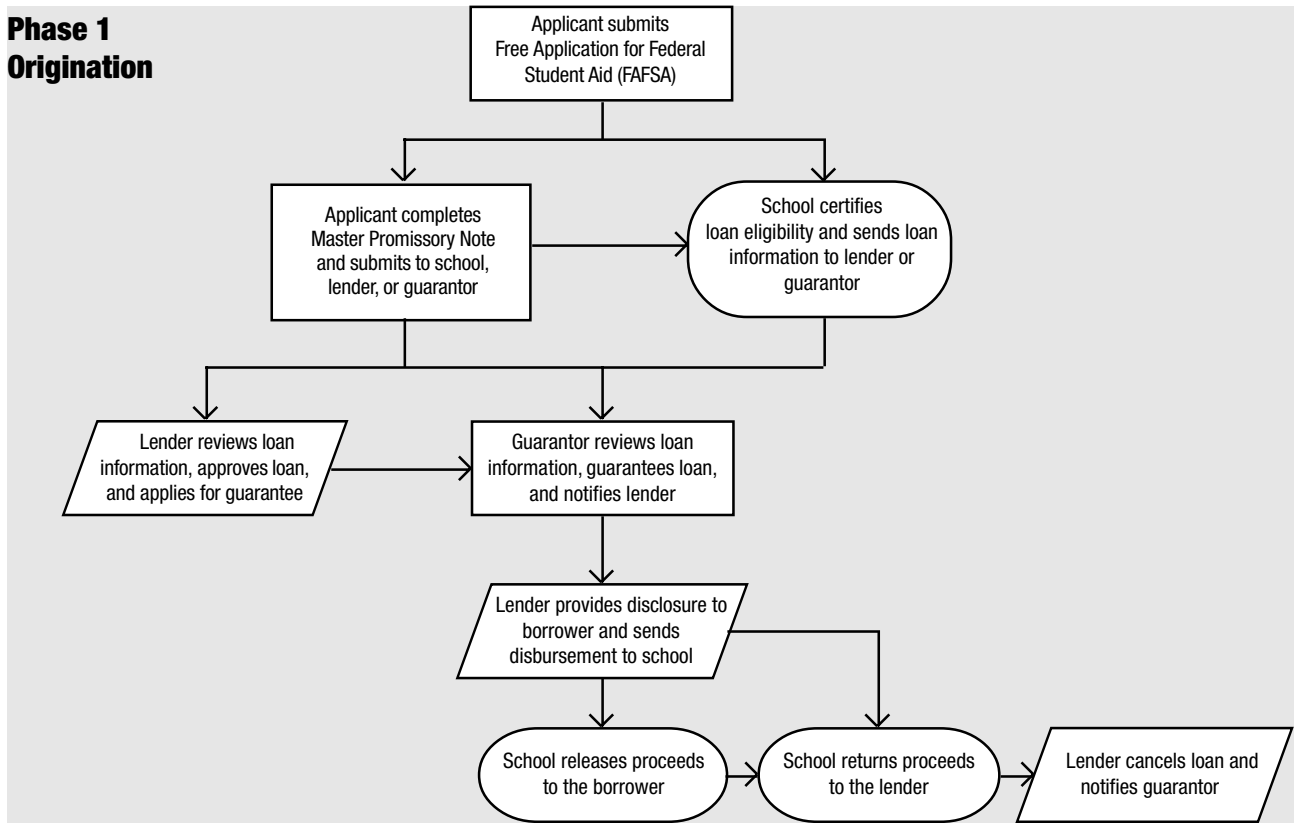 Phase 1
Origination
Applicant submits
Free Application for Federal
Student Aid (FAFSA)
Applicant completes
Master Promissory Note
and submits to school,
lender, or guarantor
School certifies
loan eligibility and sends loan
information to lender or
guarantor
Lender reviews loan
information, approves loan,
and applies for guarantee
Guarantor reviews loan
information, guarantees loan,
and notifies lender
Lender provides disclosure to
borrower and sends
disbursement to school
School releases proceeds
to the borrower
School returns proceeds
to the lender
Lender cancels loan and
notifies guarantor